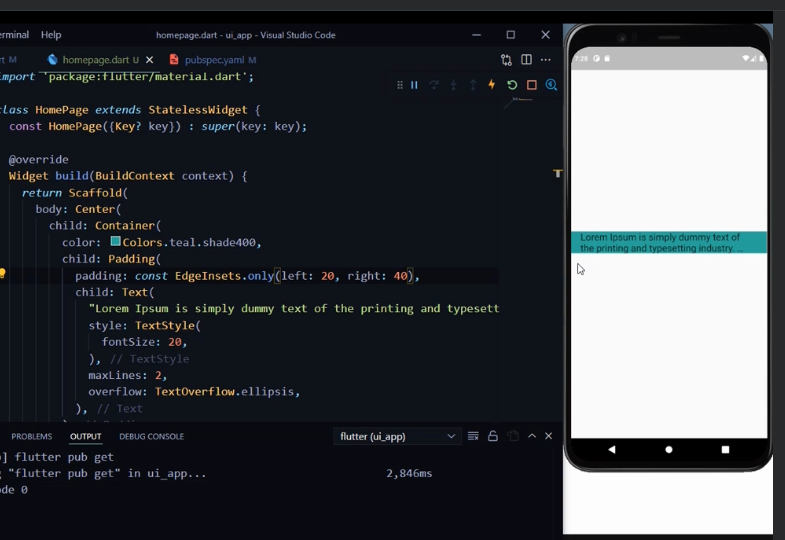 erminal Help
homepage.dart - ui_app - Visual Studio Code
rt M
homepage.dart U
pubspec.yaml M
import 'package:flutter/material.dart';
class HomePage extends StatelessWidget {
const HomePage({Key? key}) : super(key: key);
@override
Widget build(BuildContext context) {
return Scaffold(
body: Center(
child: Container(
color: Colors.teal.shade400,
child: Padding(
padding: const EdgeInsets.only(left: 20, right: 40),
child: Text(
"Lorem Ipsum is simply dummy text of the printing and typesett
style: TextStyle(
fontSize: 20,
), // TextStyle
maxLines: 2,
overflow: TextOverflow.ellipsis,
), // Text
PROBLEMS OUTPUT DEBUG CONSOLE
flutter (ui_app)
] flutter pub get
g "flutter pub get" in ui_app... 2,846ms
de 0
7:28
Lorem Ipsum is simply dummy text of
the printing and typesetting industry. ...